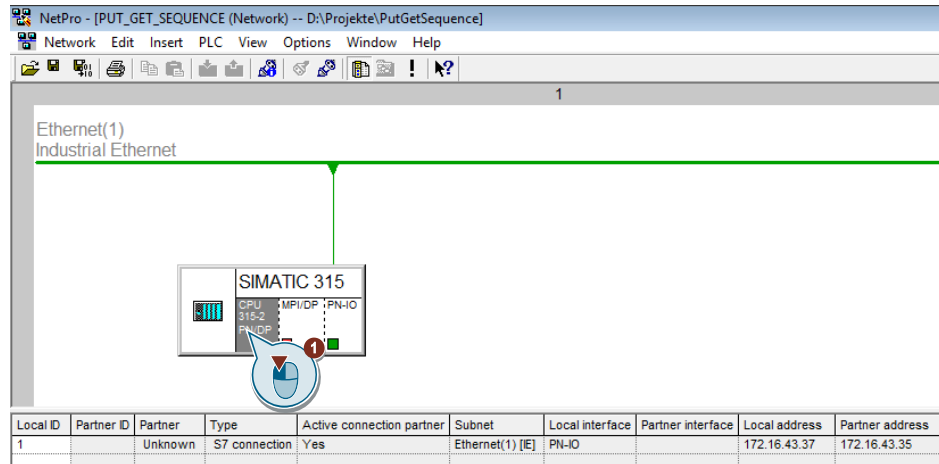 NetPro - [PUT_GET_SEQUENCE (Network) -- D:\Projekte\PutGetSequence]
Network Edit Insert PLC View Options Window Help
1
Ethernet(1)
Industrial Ethernet
SIMATIC 315
CPU 315-2 PN/DP MPI/DP PN-IO
1
Local ID Partner ID Partner Type Active connection partner Subnet Local interface Partner interface Local address Partner address
1 Unknown S7 connection Yes Ethernet(1) [IE] PN-IO 172.16.43.37 172.16.43.35